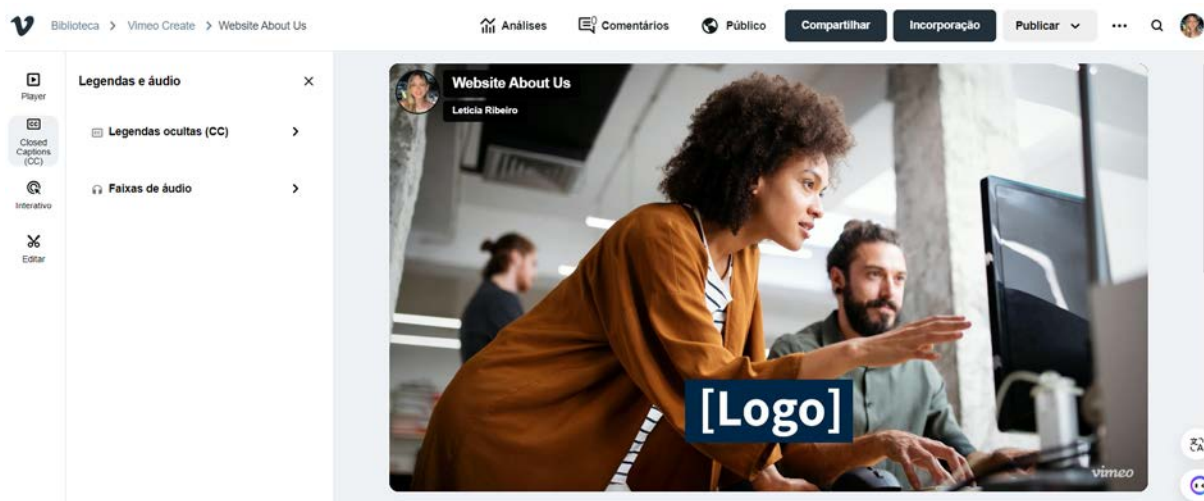 Biblioteca > Vimeo Create > Website About Us
Análises
Comentários
Público
Compartilhar
Incorporação
Publicar
Player
CC
Closed
Captions
(CC)
Interativo
Editar
Legendas e áudio
Legendas ocultas (CC)
Faixas de áudio
Website About Us
Leticia Ribeiro
[Logo]
vimeo